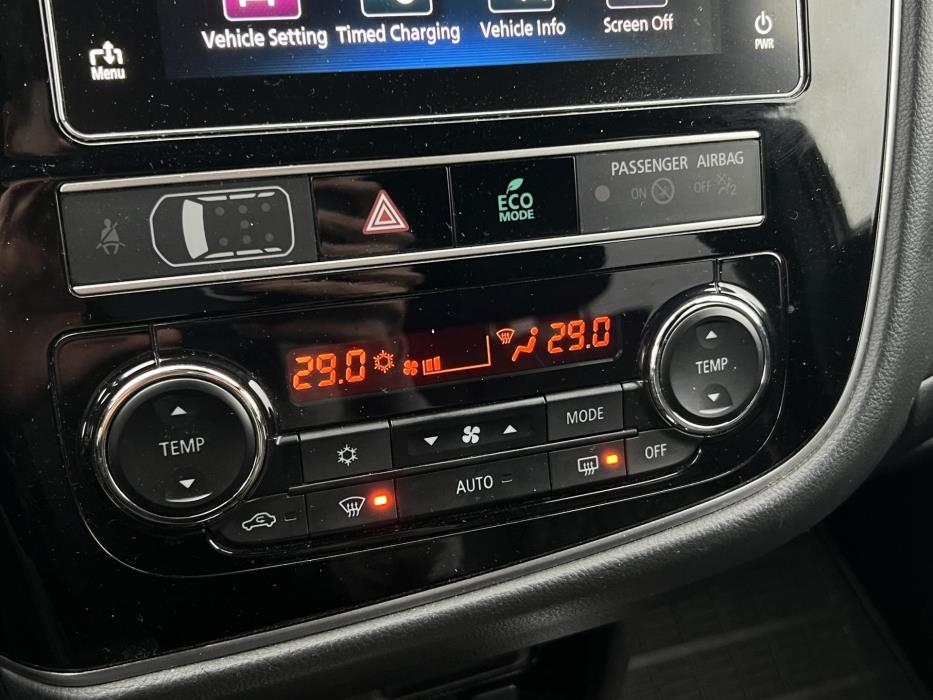 Vehicle Setting Timed Charging Vehicle Info Screen Off
Menu
PWR
PASSENGER AIRBAG
ON OFF 2
ECO
MODE
29.0 29.0
TEMP
TEMP
MODE
AUTO
OFF